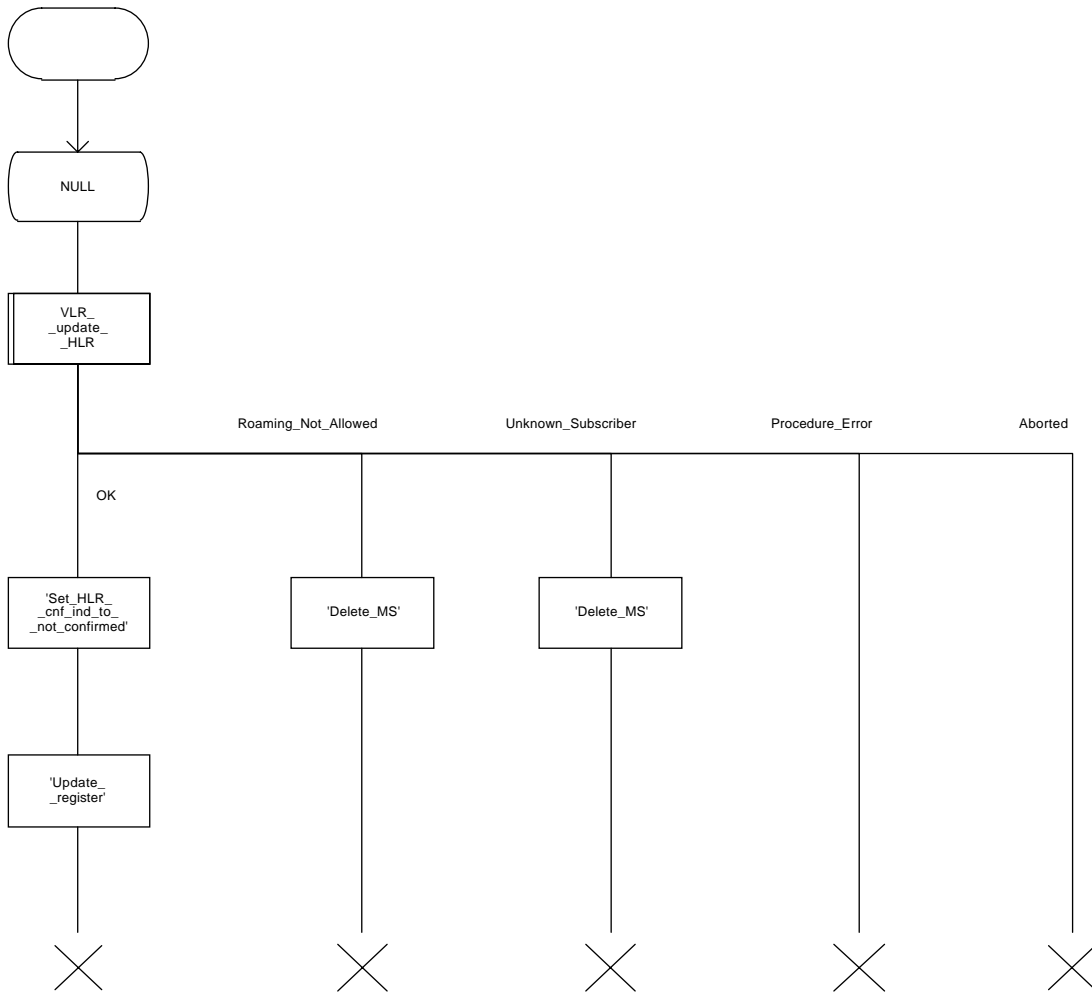 NULL
VLR_
_update_
_HLR
Roaming_Not_Allowed
Unknown_Subscriber
Procedure_Error
Aborted
OK
'Set_HLR_
_cnf_ind_to_
_not_confirmed'
'Delete_MS'
'Delete_MS'
'Update_
_register'